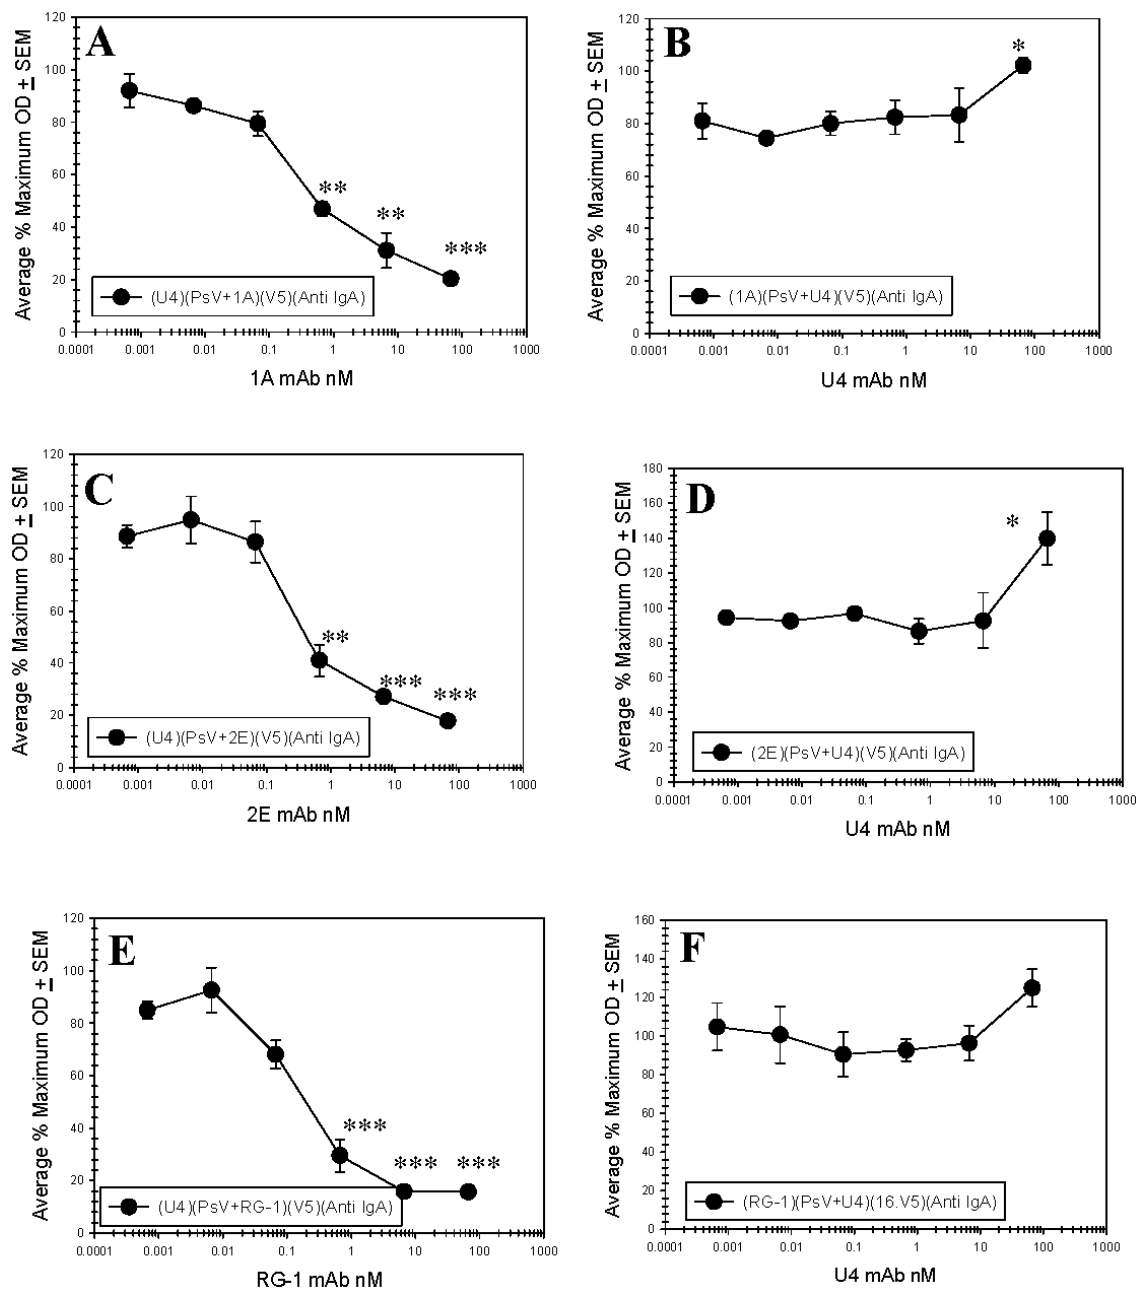 A
Average % Maximum OD ± SEM
120
100
80
60
40
20
0
**
**
***
(U4)(PsV+1A)(V5)(Anti IgA)
0.0001 0.001 0.01 0.1 1 10 100 1000
1A mAb nM
B
Average % Maximum OD ± SEM
120
100
80
60
40
20
0
*
(1A)(PsV+U4)(V5)(Anti IgA)
0.0001 0.001 0.01 0.1 1 10 100 1000
U4 mAb nM
C
Average % Maximum OD ± SEM
120
100
80
60
40
20
0
**
***
***
(U4)(PsV+2E)(V5)(Anti IgA)
0.0001 0.001 0.01 0.1 1 10 100 1000
2E mAb nM
D
Average % Maximum OD ± SEM
180
160
140
120
100
80
60
40
20
0
*
(2E)(PsV+U4)(V5)(Anti IgA)
0.0001 0.001 0.01 0.1 1 10 100 1000
U4 mAb nM
E
Average % Maximum OD ± SEM
120
100
80
60
40
20
0
***
***
***
(U4)(PsV+RG-1)(V5)(Anti IgA)
0.0001 0.001 0.01 0.1 1 10 100 1000
RG-1 mAb nM
F
Average % Maximum OD ± SEM
160
140
120
100
80
60
40
20
0
(RG-1)(PsV+U4)(16.V5)(Anti IgA)
0.0001 0.001 0.01 0.1 1 10 100 1000
U4 mAb nM